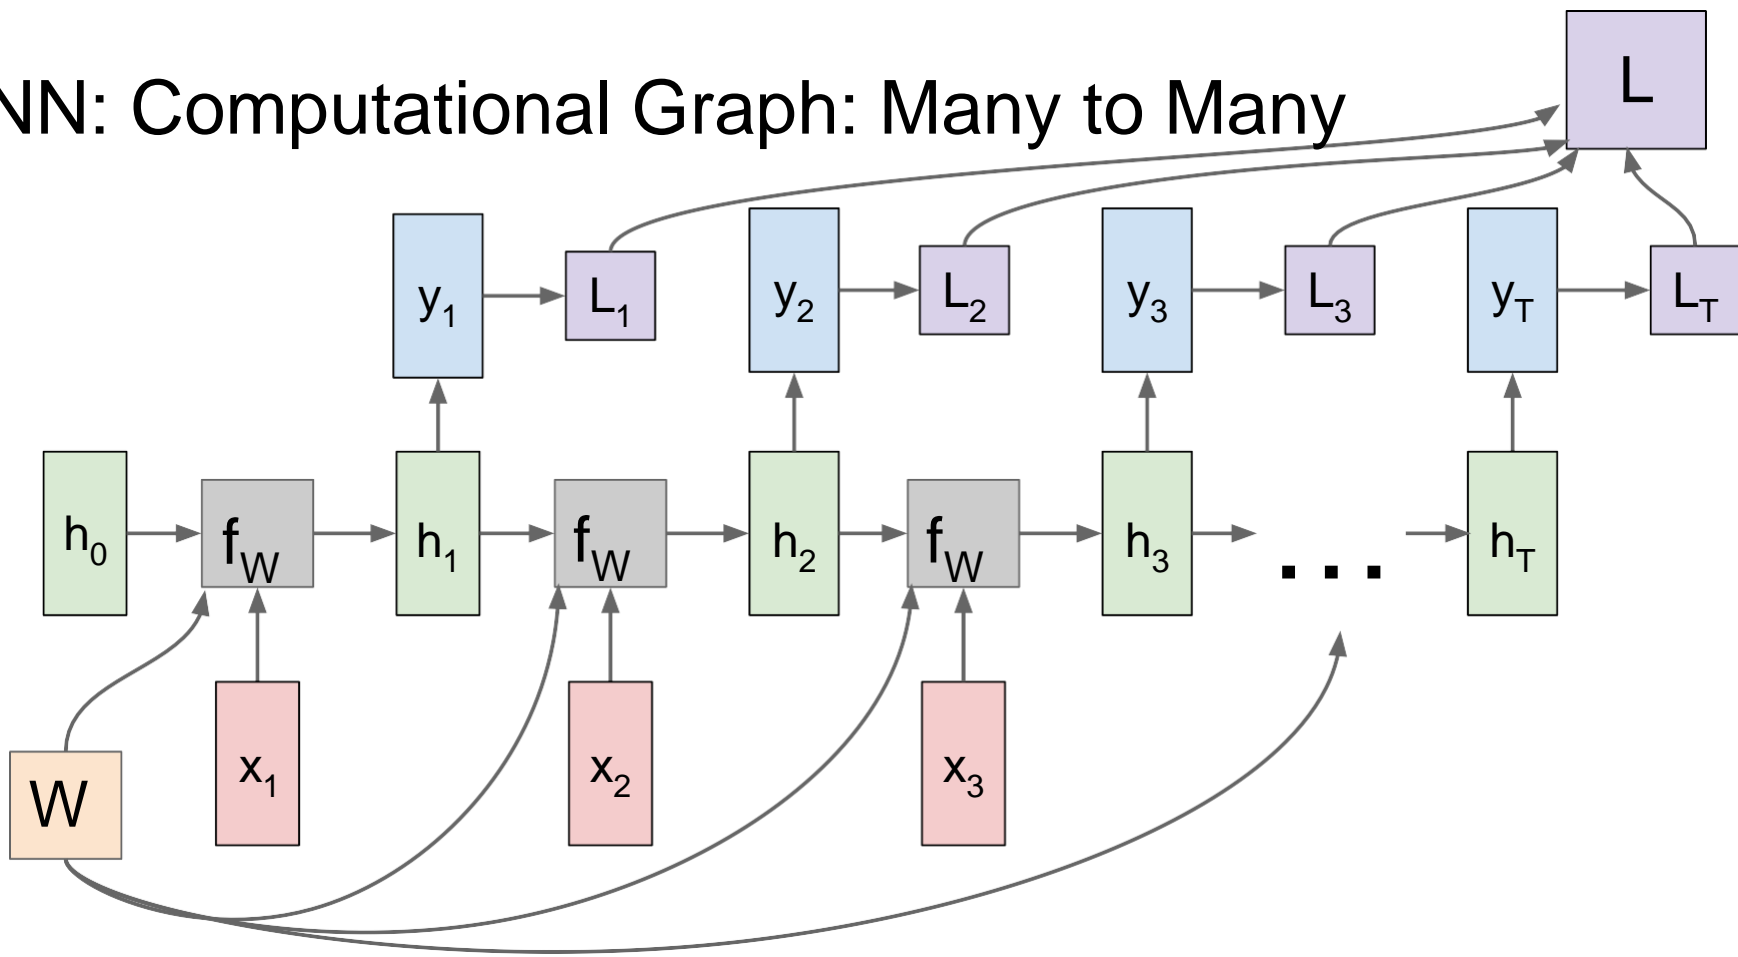 NN: Computational Graph: Many to Many
L
y1 L1 y2 L2 y3 L3 yT LT
h0 fW h1 fW h2 fW h3 ... hT
W x1 x2 x3